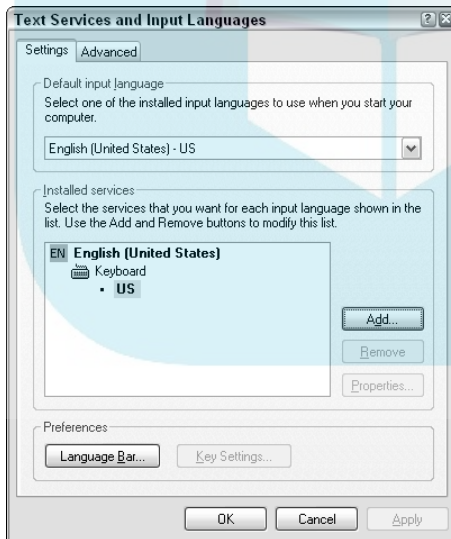 Text Services and Input Languages
Settings
Advanced
Default input language
Select one of the installed input languages to use when you start your
computer.
English (United States) - US
Installed services
Select the services that you want for each input language shown in the
list. Use the Add and Remove buttons to modify this list.
EN English (United States)
Keyboard
• US
Add...
Remove
Properties...
Preferences
Language Bar...
Key Settings...
OK
Cancel
Apply